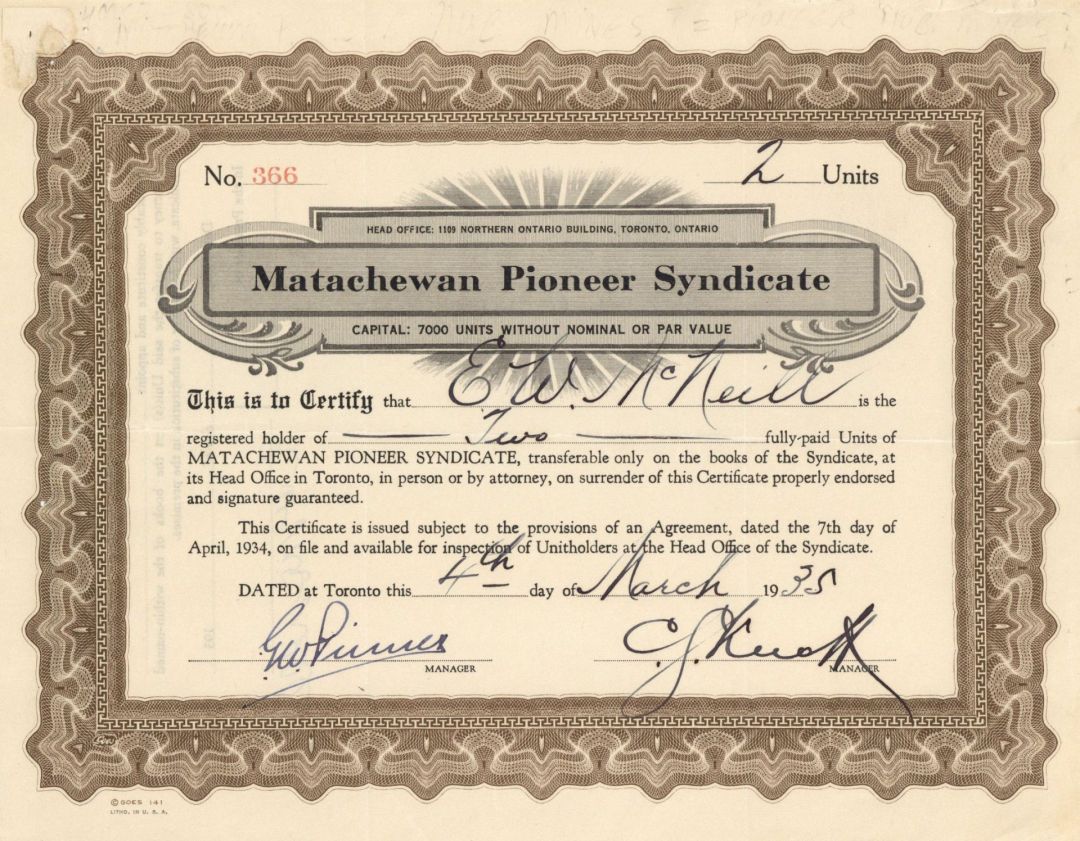 No. 366
2 Units
HEAD OFFICE: 1109 NORTHERN ONTARIO BUILDING, TORONTO, ONTARIO
Matachewan Pioneer Syndicate
CAPITAL: 7000 UNITS WITHOUT NOMINAL OR PAR VALUE
This is to Certify that E. W. McNeill is the
registered holder of Two fully-paid Units of
MATACHEWAN PIONEER SYNDICATE, transferable only on the books of the Syndicate, at
its Head Office in Toronto, in person or by attorney, on surrender of this Certificate properly endorsed
and signature guaranteed.
This Certificate is issued subject to the provisions of an Agreement, dated the 7th day of
April, 1934, on file and available for inspection of Unitholders at the Head Office of the Syndicate.
DATED at Toronto this 4th day of March 1935
MANAGER
MANAGER
© GOES 141
LITHO. IN U. S. A.